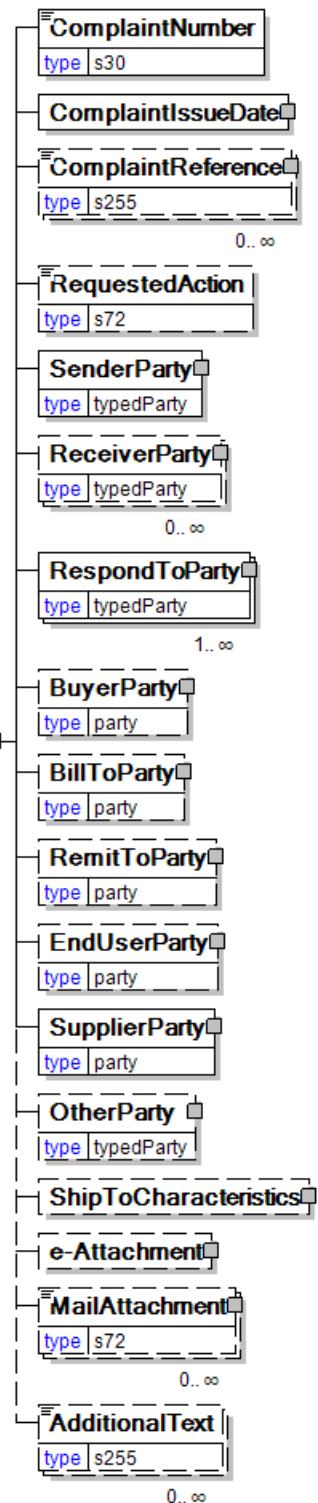 ComplaintNumber
type s30
ComplaintIssueDate
ComplaintReference
type s255
0.. ∞
RequestedAction
type s72
SenderParty
type typedParty
ReceiverParty
type typedParty
0.. ∞
RespondToParty
type typedParty
1.. ∞
BuyerParty
type party
BillToParty
type party
RemitToParty
type party
EndUserParty
type party
SupplierParty
type party
OtherParty
type typedParty
ShipToCharacteristics
e-Attachment
MailAttachment
type s72
0.. ∞
AdditionalText
type s255
0.. ∞